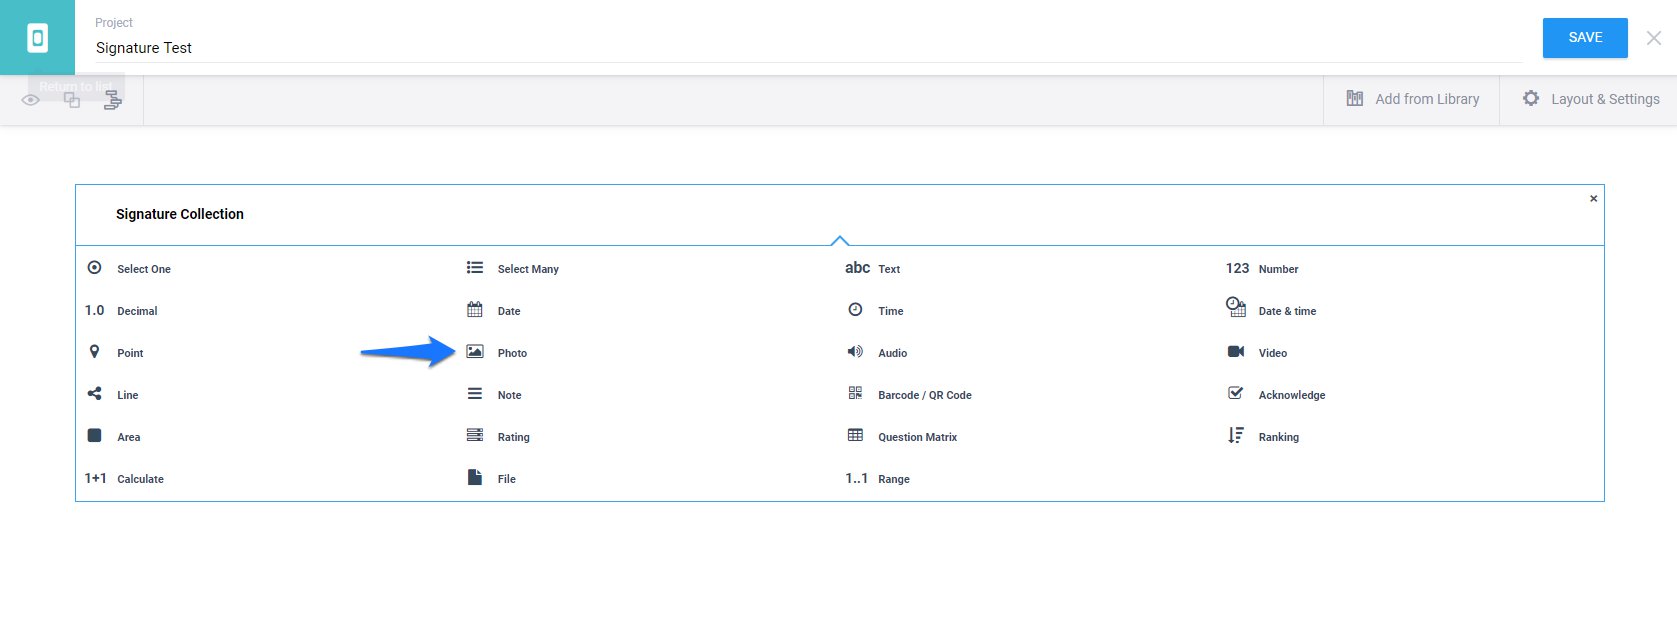 Project
Signature Test
SAVE
Return to list
Add from Library
Layout & Settings
Signature Collection
Select One
Select Many
abc Text
123 Number
1.0 Decimal
Date
Time
Date & time
Point
Photo
Audio
Video
Line
Note
Barcode / QR Code
Acknowledge
Area
Rating
Question Matrix
Ranking
1+1 Calculate
File
1..1 Range